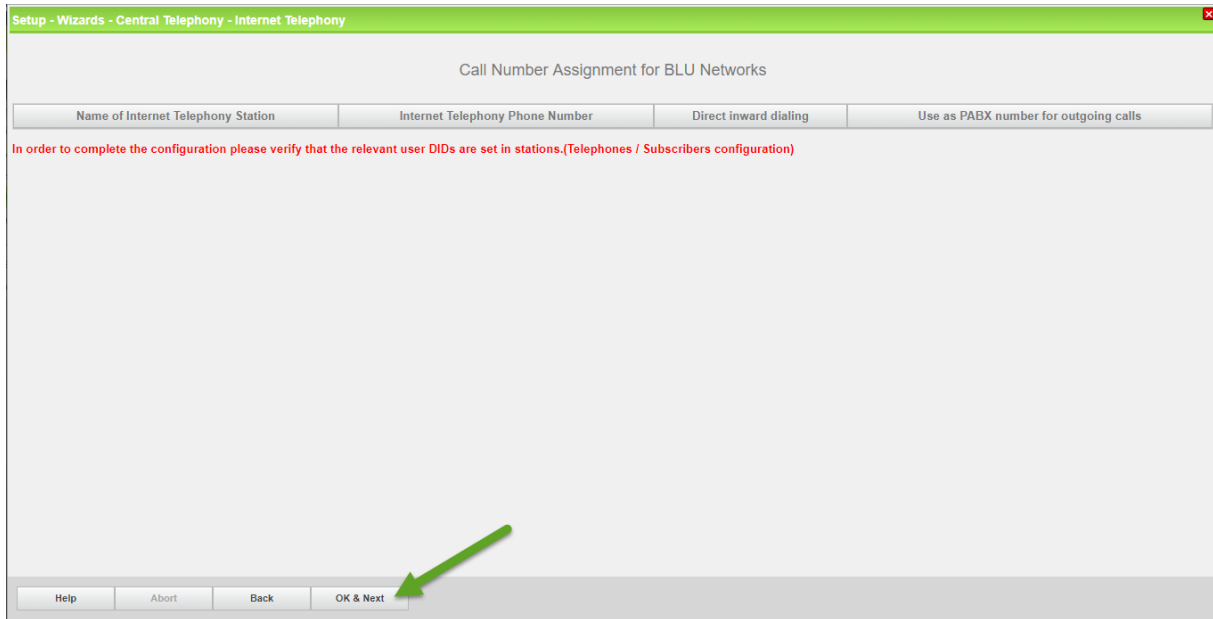 Setup - Wizards - Central Telephony - Internet Telephony
Call Number Assignment for BLU Networks
Name of Internet Telephony Station Internet Telephony Phone Number Direct inward dialing Use as PABX number for outgoing calls
In order to complete the configuration please verify that the relevant user DIDs are set in stations.(Telephones / Subscribers configuration)
Help Abort Back OK & Next